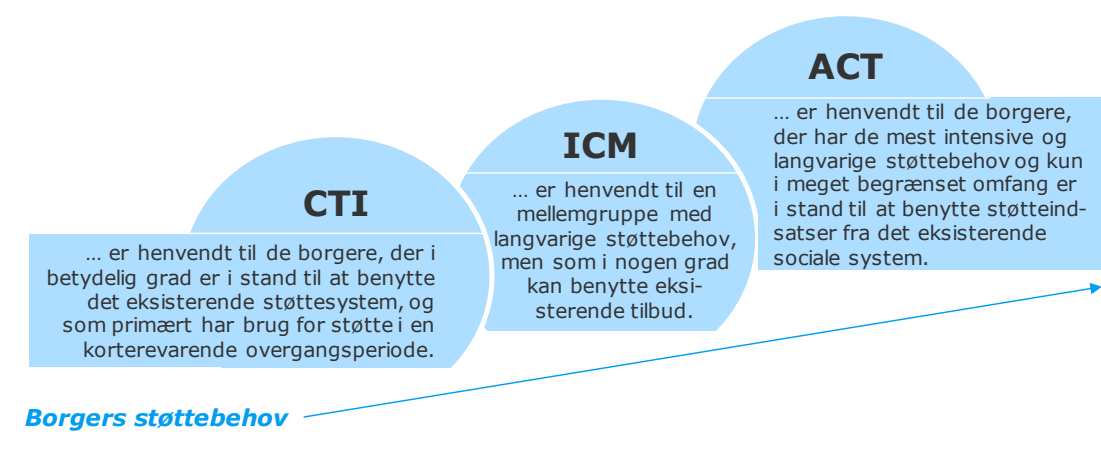 CTI
… er henvendt til de borgere, der i
betydelig grad er i stand til at benytte
det eksisterende støttesystem, og
som primært har brug for støtte i en
korterevarende overgangsperiode.
ICM
… er henvendt til en
mellemgruppe med
langvarige støttebehov,
men som i nogen grad
kan benytte eksi-
sterende tilbud.
ACT
… er henvendt til de borgere,
der har de mest intensive og
langvarige støttebehov og kun
i meget begrænset omfang er
i stand til at benytte støtteind-
satser fra det eksisterende
sociale system.
Borgers støttebehov